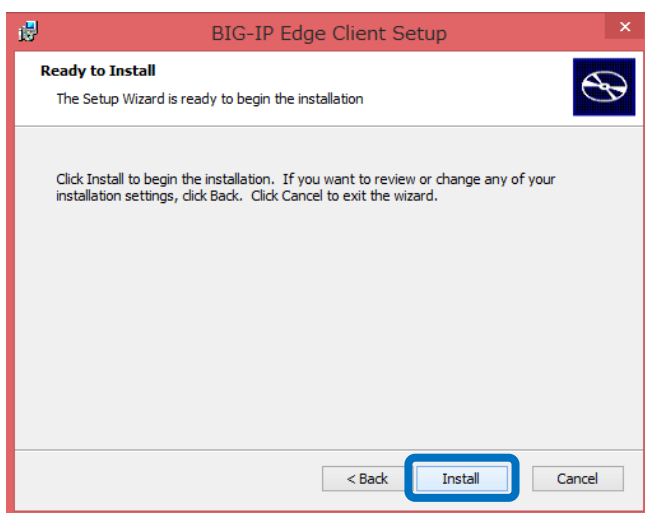 BIG-IP Edge Client Setup
Ready to Install
The Setup Wizard is ready to begin the installation
Click Install to begin the installation. If you want to review or change any of your
installation settings, click Back. Click Cancel to exit the wizard.
< Back Install Cancel